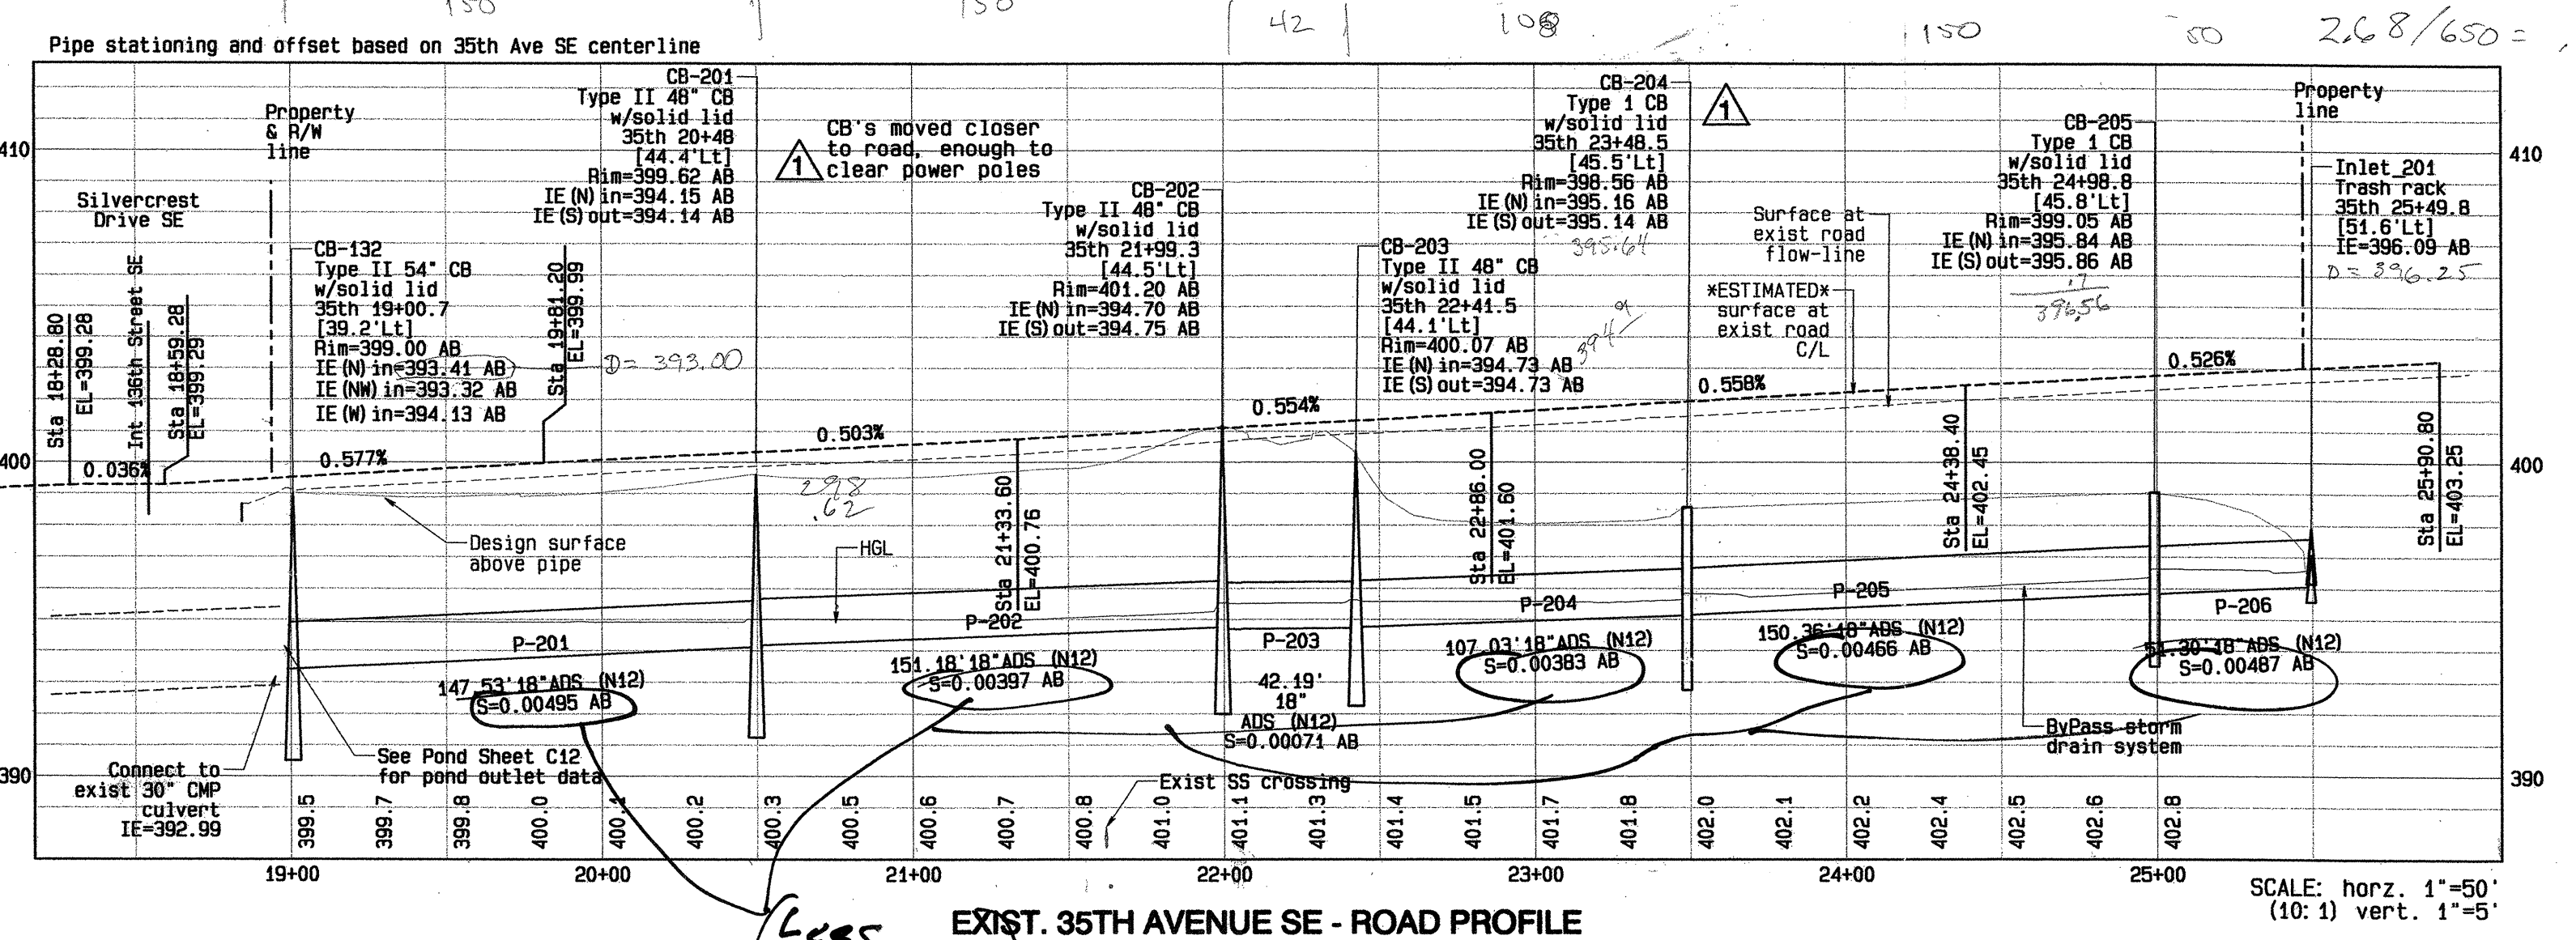 150
150
42
108
150
50
2.68/650 =
Pipe stationing and offset based on 35th Ave SE centerline
410
400
390
Silvercrest
Drive SE
Property
& R/W
line
Sta 18+28.80
EL=399.28
Int 136th Street SE
Sta 18+59.28
EL=399.29
0.036%
CB-132
Type II 54" CB
w/solid lid
35th 19+00.7
[39.2'Lt]
Rim=399.00 AB
IE(N)in=393.41 AB
IE(NW)in=393.32 AB
IE(W)in=394.13 AB
D= 393.00
0.577%
Sta 19+81.20
EL=399.99
CB-201
Type II 48" CB
w/solid lid
35th 20+48
[44.4'Lt]
Rim=399.62 AB
IE(N)in=394.15 AB
IE(S)out=394.14 AB
1
CB's moved closer
to road, enough to
clear power poles
0.503%
298
.62
Design surface
above pipe
HGL
Sta 21+33.60
EL=400.76
CB-202
Type II 48" CB
w/solid lid
35th 21+99.3
[44.5'Lt]
Rim=401.20 AB
IE(N)in=394.70 AB
IE(S)out=394.75 AB
0.554%
CB-203
Type II 48" CB
w/solid lid
35th 22+41.5
[44.1'Lt]
Rim=400.07 AB
IE(N)in=394.73 AB
IE(S)out=394.73 AB
394.9
Sta 22+86.00
EL=401.60
CB-204
Type 1 CB
w/solid lid
35th 23+48.5
[45.5'Lt]
Rim=398.56 AB
IE(N)in=395.16 AB
IE(S)out=395.14 AB
395.64
1
0.558%
Surface at
exist road
flow-line
*ESTIMATED*
surface at
exist road
C/L
Sta 24+38.40
EL=402.45
CB-205
Type 1 CB
w/solid lid
35th 24+98.8
[45.8'Lt]
Rim=399.05 AB
IE(N)in=395.84 AB
IE(S)out=395.86 AB
.7
396.56
0.526%
Property
line
Inlet_201
Trash rack
35th 25+49.8
[51.6'Lt]
IE=396.09 AB
D= 396.25
Sta 25+90.80
EL=403.25
410
400
390
P-201
147.53'18"ADS (N12)
S=0.00495 AB
P-202
151.18'18"ADS (N12)
S=0.00397 AB
P-203
42.19'
18"
ADS (N12)
S=0.00071 AB
P-204
107.03'18"ADS (N12)
S=0.00383 AB
P-205
150.36'18"ADS (N12)
S=0.00466 AB
P-206
51.30'18"ADS (N12)
S=0.00487 AB
Connect to
exist 30" CMP
culvert
IE=392.99
See Pond Sheet C12
for pond outlet data
Exist SS crossing
ByPass storm
drain system
399.5
399.7
399.8
400.0
400.2
400.3
400.5
400.6
400.7
400.8
401.0
401.1
401.3
401.4
401.5
401.7
401.8
402.0
402.1
402.2
402.4
402.5
402.6
402.8
19+00
20+00
21+00
22+00
23+00
24+00
25+00
SCALE: horz. 1"=50'
(10:1) vert. 1"=5'
Less
EXIST. 35TH AVENUE SE - ROAD PROFILE